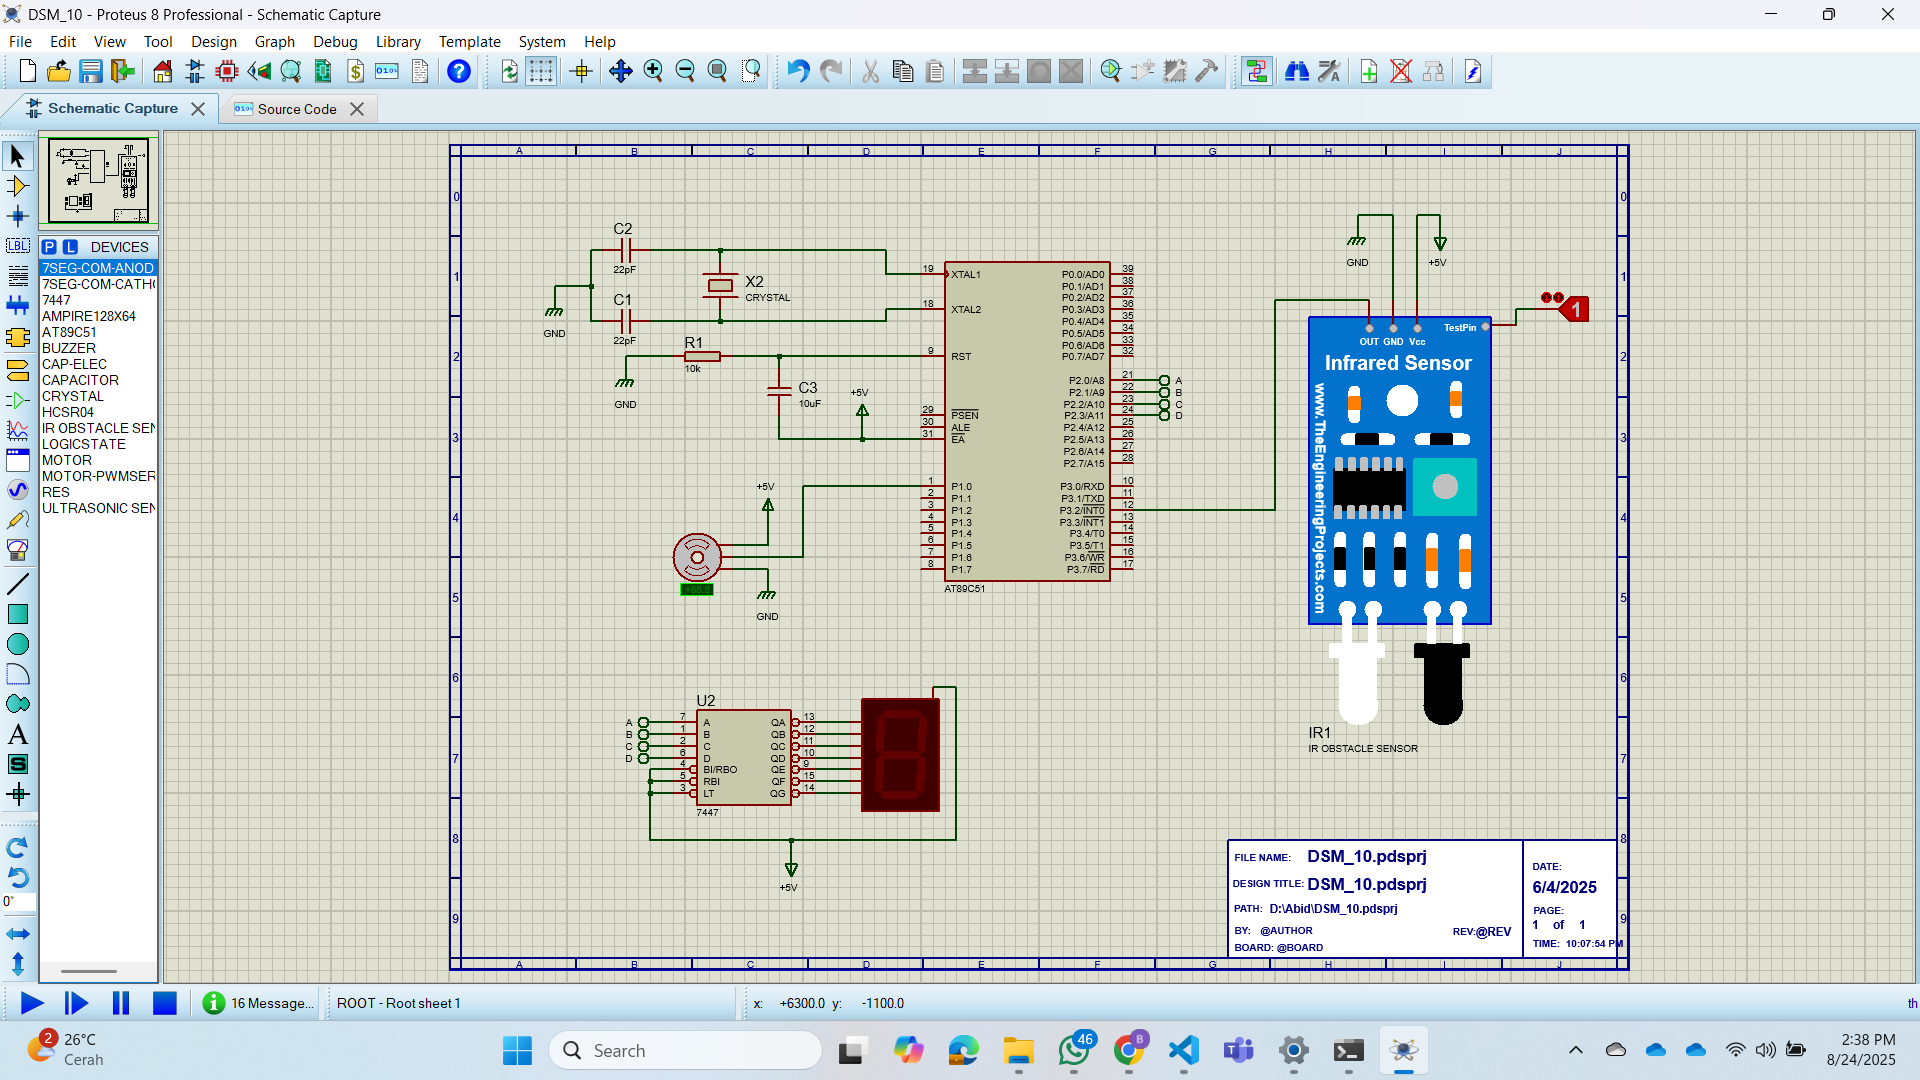 DSM_10 - Proteus 8 Professional - Schematic Capture
File Edit View Tool Design Graph Debug Library Template System Help
Schematic Capture
Source Code
P L DEVICES
7SEG-COM-ANOD
7SEG-COM-CATH
7447
AMPIRE128X64
AT89C51
BUZZER
CAP-ELEC
CAPACITOR
CRYSTAL
HCSR04
IR OBSTACLE SEN
LOGICSTATE
MOTOR
MOTOR-PWMSER
RES
ULTRASONIC SEN
LBL
A
S
0°
A B C D E F G H I J
0 1 2 3 4 5 6 7 8 9
C2
22pF
C1
22pF
GND
X2
CRYSTAL
R1
10k
GND
C3
10uF
+5V
+5V
GND
19 XTAL1
18 XTAL2
9 RST
29 PSEN
30 ALE
31 EA
1 P1.0
2 P1.1
3 P1.2
4 P1.3
5 P1.4
6 P1.5
7 P1.6
8 P1.7
P0.0/AD0 39
P0.1/AD1 38
P0.2/AD2 37
P0.3/AD3 36
P0.4/AD4 35
P0.5/AD5 34
P0.6/AD6 33
P0.7/AD7 32
P2.0/A8 21 A
P2.1/A9 22 B
P2.2/A10 23 C
P2.3/A11 24 D
P2.4/A12 25
P2.5/A13 26
P2.6/A14 27
P2.7/A15 28
P3.0/RXD 10
P3.1/TXD 11
P3.2/INT0 12
P3.3/INT1 13
P3.4/T0 14
P3.5/T1 15
P3.6/WR 16
P3.7/RD 17
AT89C51
GND
+5V
1
TestPin
OUT GND Vcc
Infrared Sensor
www.TheEngineeringProjects.com
IR1
IR OBSTACLE SENSOR
U2
A 7 A QA 13
B 1 B QB 12
C 2 C QC 11
D 6 D QD 10
4 BI/RBO QE 9
5 RBI QF 15
3 LT QG 14
7447
+5V
FILE NAME: DSM_10.pdsprj
DESIGN TITLE: DSM_10.pdsprj
PATH: D:\Abid\DSM_10.pdsprj
BY: @AUTHOR REV:@REV
BOARD: @BOARD
DATE:
6/4/2025
PAGE:
1 of 1
TIME: 10:07:54 PM
0 1 2 3 4 5 6 7 8 9
A B C D E F G H I J
16 Message...
ROOT - Root sheet 1
x: +6300.0 y: -1100.0
th
2
26°C
Cerah
Search
46
B
2:38 PM
8/24/2025